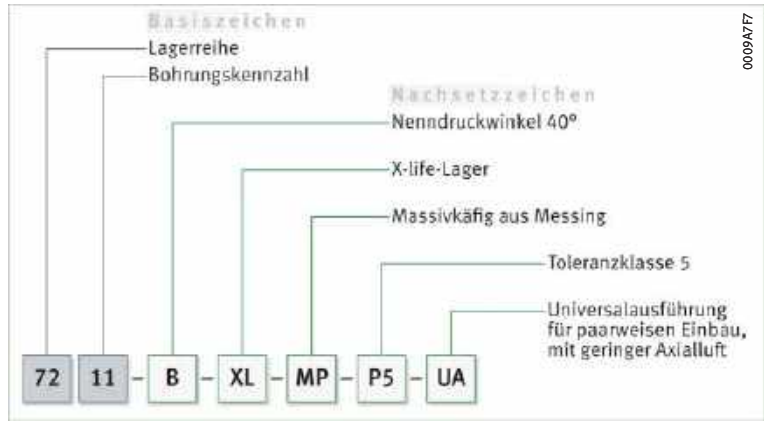 Basiszeichen
Lagerreihe
Bohrungskennzahl
Nachsetzzeichen
Nenndruckwinkel 40°
X-life-Lager
Massivkäfig aus Messing
Toleranzklasse 5
Universalausführung
für paarweisen Einbau,
mit geringer Axialluft
72 11 – B – XL – MP – P5 – UA
0009A7F7